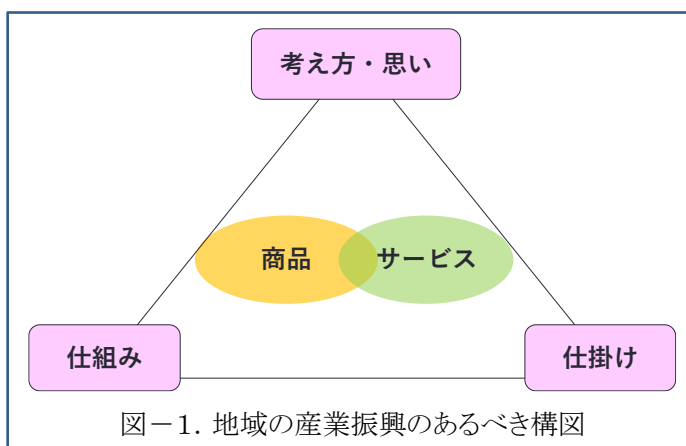 考え方・思い
商品
サービス
仕組み
仕掛け
図－1. 地域の産業振興のあるべき構図